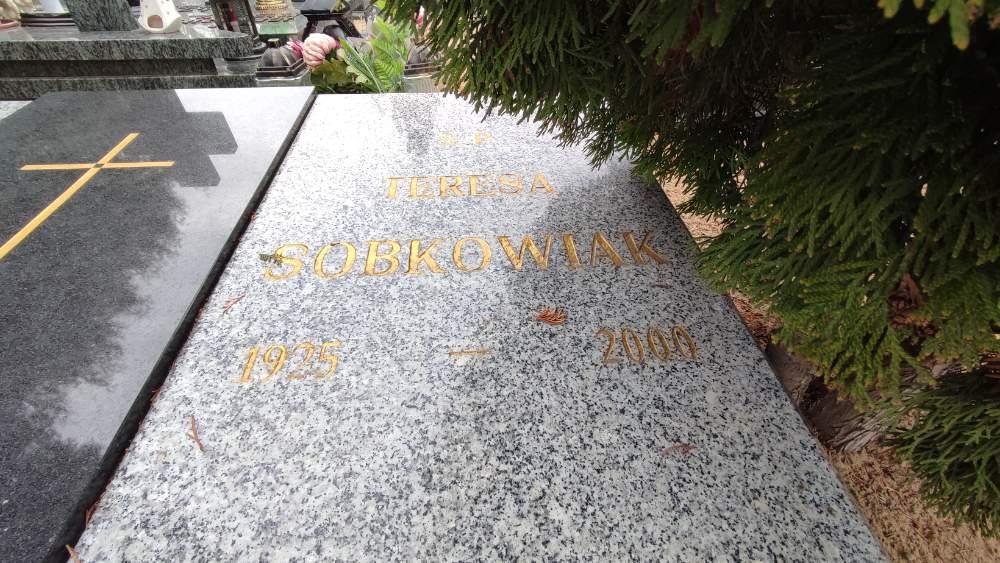 Ś. P.
TERESA
SOBKOWIAK
1925 – 2000